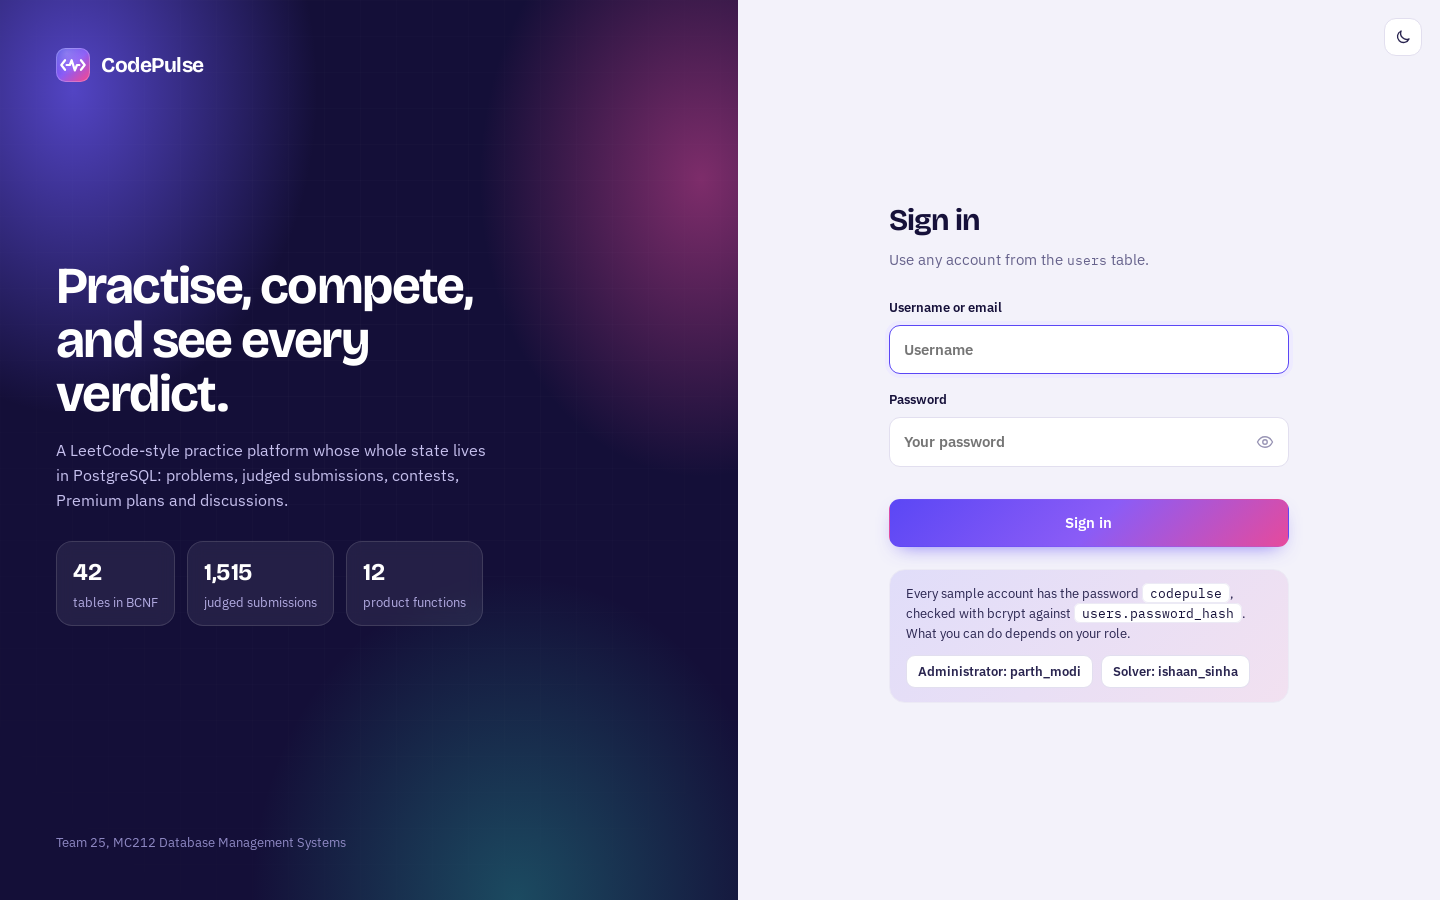 CodePulse
Practise, compete,
and see every
verdict.
A LeetCode-style practice platform whose whole state lives
in PostgreSQL: problems, judged submissions, contests,
Premium plans and discussions.
42
tables in BCNF
1,515
judged submissions
12
product functions
Team 25, MC212 Database Management Systems
Sign in
Use any account from the users table.
Username or email
Username
Password
Your password
Sign in
Every sample account has the password codepulse ,
checked with bcrypt against users.password_hash .
What you can do depends on your role.
Administrator: parth_modi
Solver: ishaan_sinha